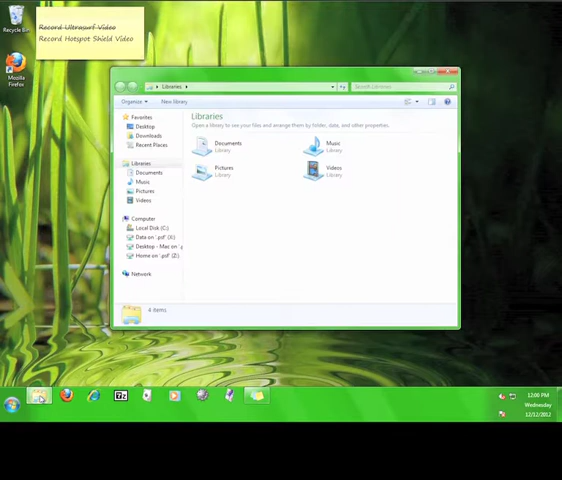 Recycle Bin
Record Ultrasurf Video
Record Hotspot Shield Video
Mozilla
Firefox
Libraries
Search Libraries
Organize
New library
Favorites
Desktop
Downloads
Recent Places
Libraries
Documents
Music
Pictures
Videos
Computer
Local Disk (C:)
Data on '.psf' (X:)
Desktop - Mac on '.p
Home on '.psf' (Z:)
Network
Libraries
Open a library to see your files and arrange them by folder, date, and other properties.
Documents
Library
Music
Library
Pictures
Library
Videos
Library
4 items
7z
12:00 PM
Wednesday
12/12/2012